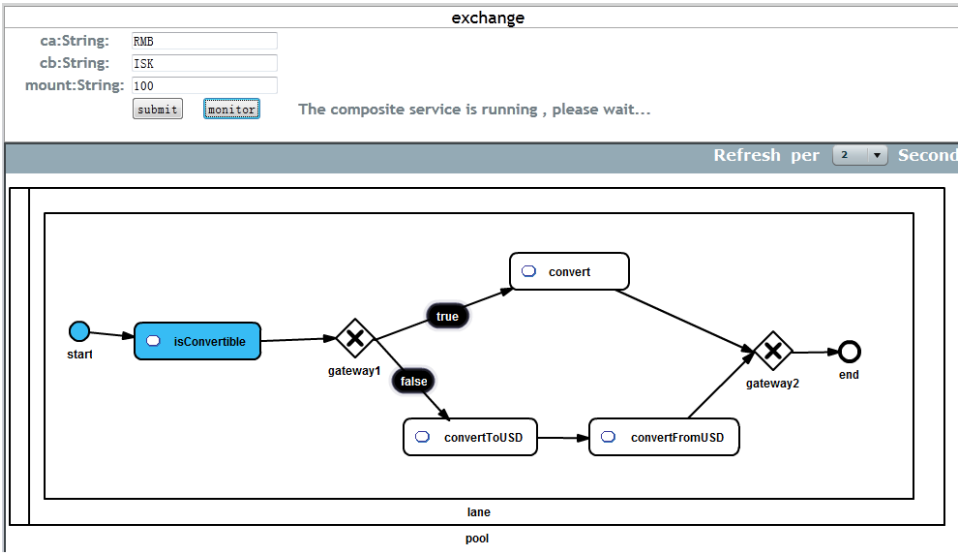 exchange
ca:String: RMB
cb:String: ISK
mount:String: 100
submit monitor The composite service is running , please wait...
Refresh per 2 Second
convert
true
start
isConvertible
gateway1
false
gateway2
end
convertToUSD
convertFromUSD
lane
pool